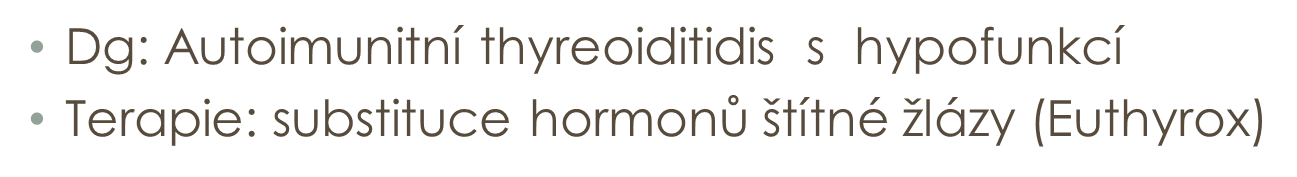 • Dg: Autoimunitní thyreoiditidis s hypofunkcí
• Terapie: substituce hormonů štítné žlázy (Euthyrox)